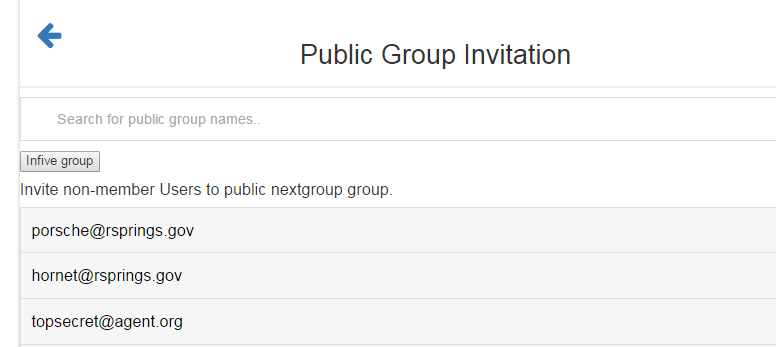 Public Group Invitation
Search for public group names..
Infive group
Invite non-member Users to public nextgroup group.
porsche@rsprings.gov
hornet@rsprings.gov
topsecret@agent.org